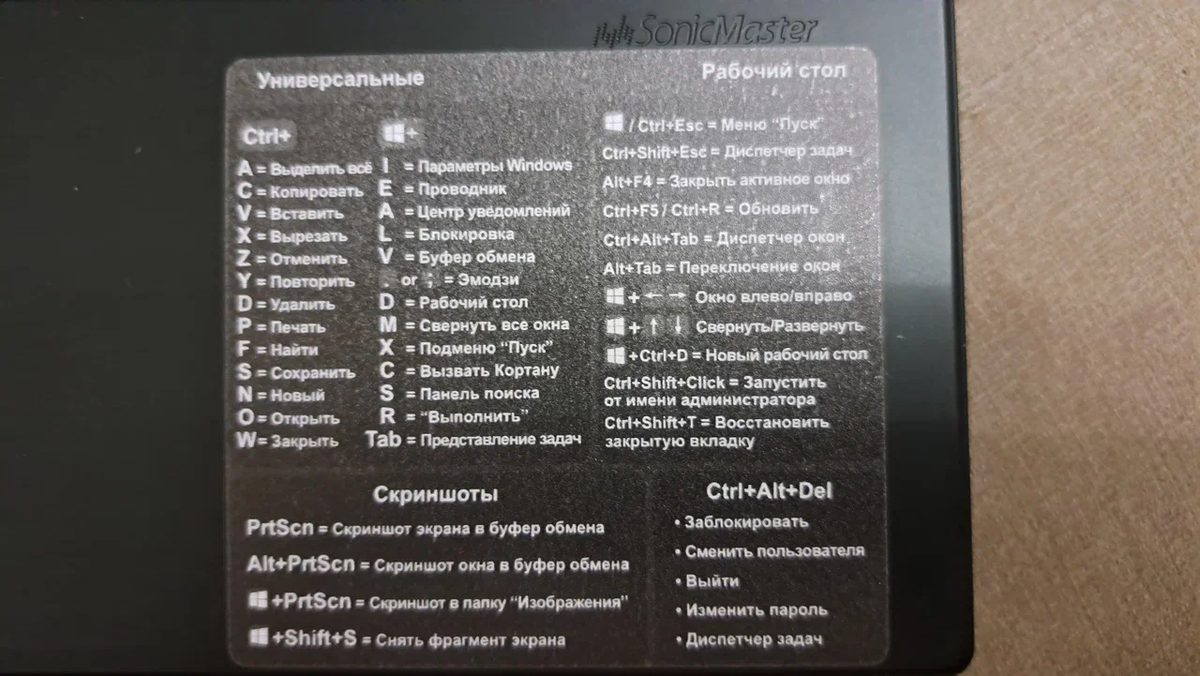 SonicMaster
Универсальные
Ctrl+
A = Выделить всё
C = Копировать
V = Вставить
X = Вырезать
Z = Отменить
Y = Повторить
D = Удалить
P = Печать
F = Найти
S = Сохранить
N = Новый
O = Открыть
W = Закрыть
+
I = Параметры Windows
E = Проводник
A = Центр уведомлений
L = Блокировка
V = Буфер обмена
. or ; = Эмодзи
D = Рабочий стол
M = Свернуть все окна
X = Подменю “Пуск”
C = Вызвать Кортану
S = Панель поиска
R = “Выполнить”
Tab = Представление задач
Рабочий стол
/ Ctrl+Esc = Меню “Пуск”
Ctrl+Shift+Esc = Диспетчер задач
Alt+F4 = Закрыть активное окно
Ctrl+F5 / Ctrl+R = Обновить
Ctrl+Alt+Tab = Диспетчер окон
Alt+Tab = Переключение окон
+ ← → Окно влево/вправо
+ ↑ ↓ Свернуть/Развернуть
+Ctrl+D = Новый рабочий стол
Ctrl+Shift+Click = Запустить
от имени администратора
Ctrl+Shift+T = Восстановить
закрытую вкладку
Скриншоты
PrtScn = Скриншот экрана в буфер обмена
Alt+PrtScn = Скриншот окна в буфер обмена
+PrtScn = Скриншот в папку “Изображения”
+Shift+S = Снять фрагмент экрана
Ctrl+Alt+Del
• Заблокировать
• Сменить пользователя
• Выйти
• Изменить пароль
• Диспетчер задач